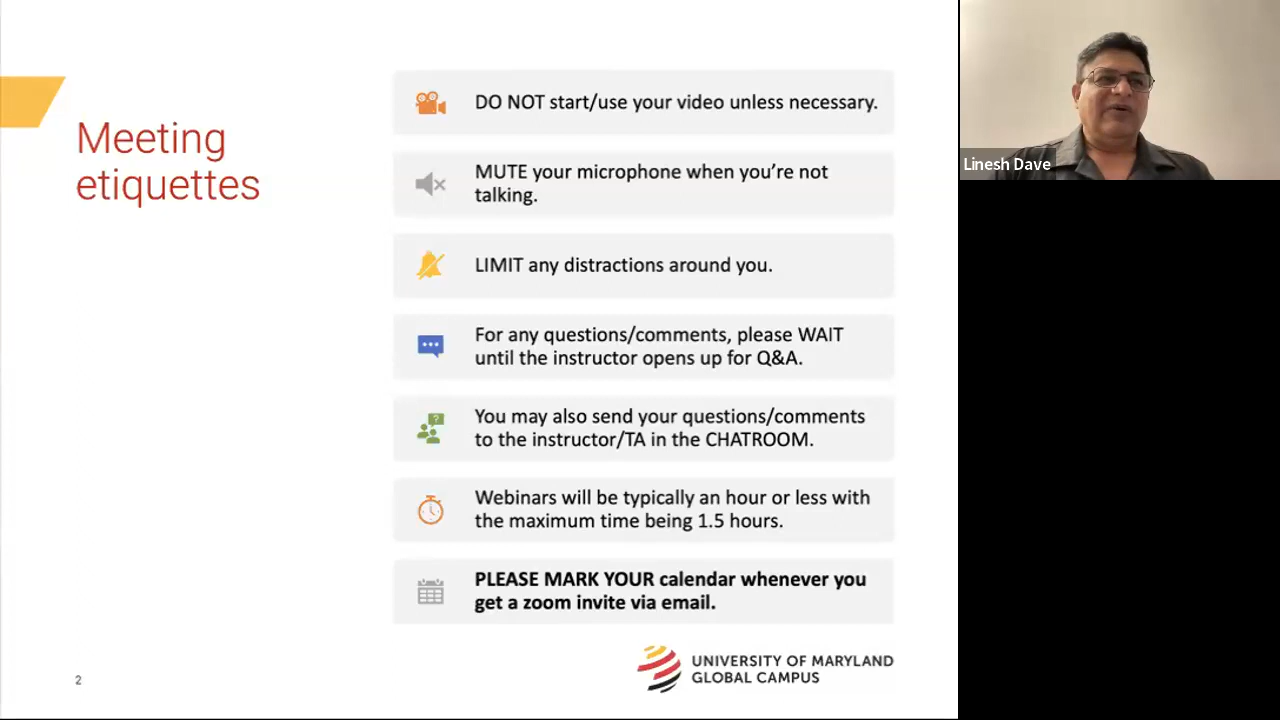 Meeting
etiquettes
DO NOT start/use your video unless necessary.
MUTE your microphone when you’re not
talking.
LIMIT any distractions around you.
For any questions/comments, please WAIT
until the instructor opens up for Q&A.
You may also send your questions/comments
to the instructor/TA in the CHATROOM.
Webinars will be typically an hour or less with
the maximum time being 1.5 hours.
PLEASE MARK YOUR calendar whenever you
get a zoom invite via email.
2
UNIVERSITY OF MARYLAND
GLOBAL CAMPUS
Linesh Dave